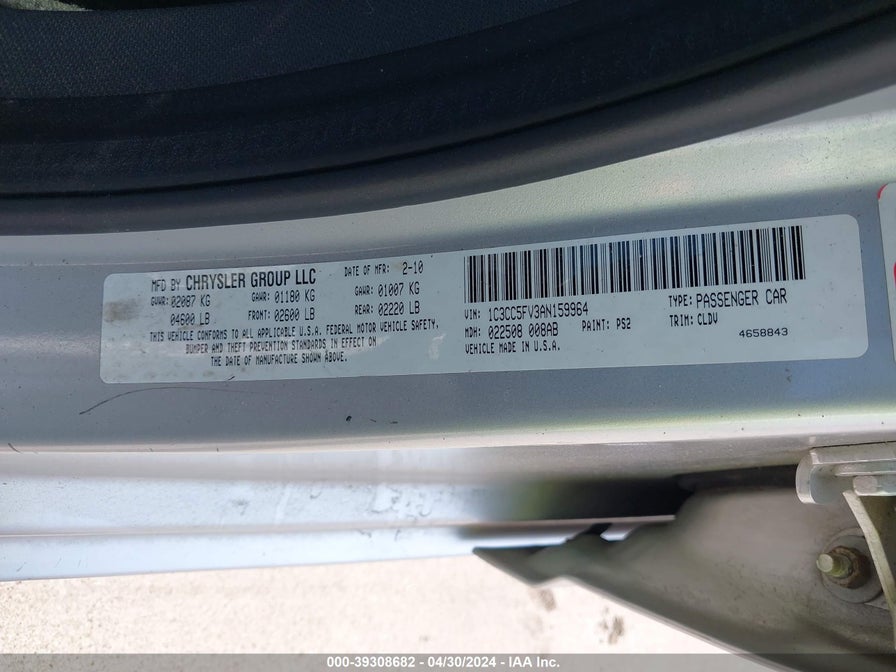 MFD BY CHRYSLER GROUP LLC DATE OF MFR: 2-10
GVWR: 02087 KG GAWR: 01180 KG GAWR: 01007 KG
04600 LB FRONT: 02600 LB REAR: 02220 LB
THIS VEHICLE CONFORMS TO ALL APPLICABLE U.S.A. FEDERAL MOTOR VEHICLE SAFETY,
BUMPER AND THEFT PREVENTION STANDARDS IN EFFECT ON
THE DATE OF MANUFACTURE SHOWN ABOVE.
VIN: 1C3CC5FV3AN159964 TYPE: PASSENGER CAR
MDH: 022508 008AB PAINT: PS2 TRIM: CLDV
VEHICLE MADE IN U.S.A. 4658843
000-39308682 - 04/30/2024 - IAA Inc.